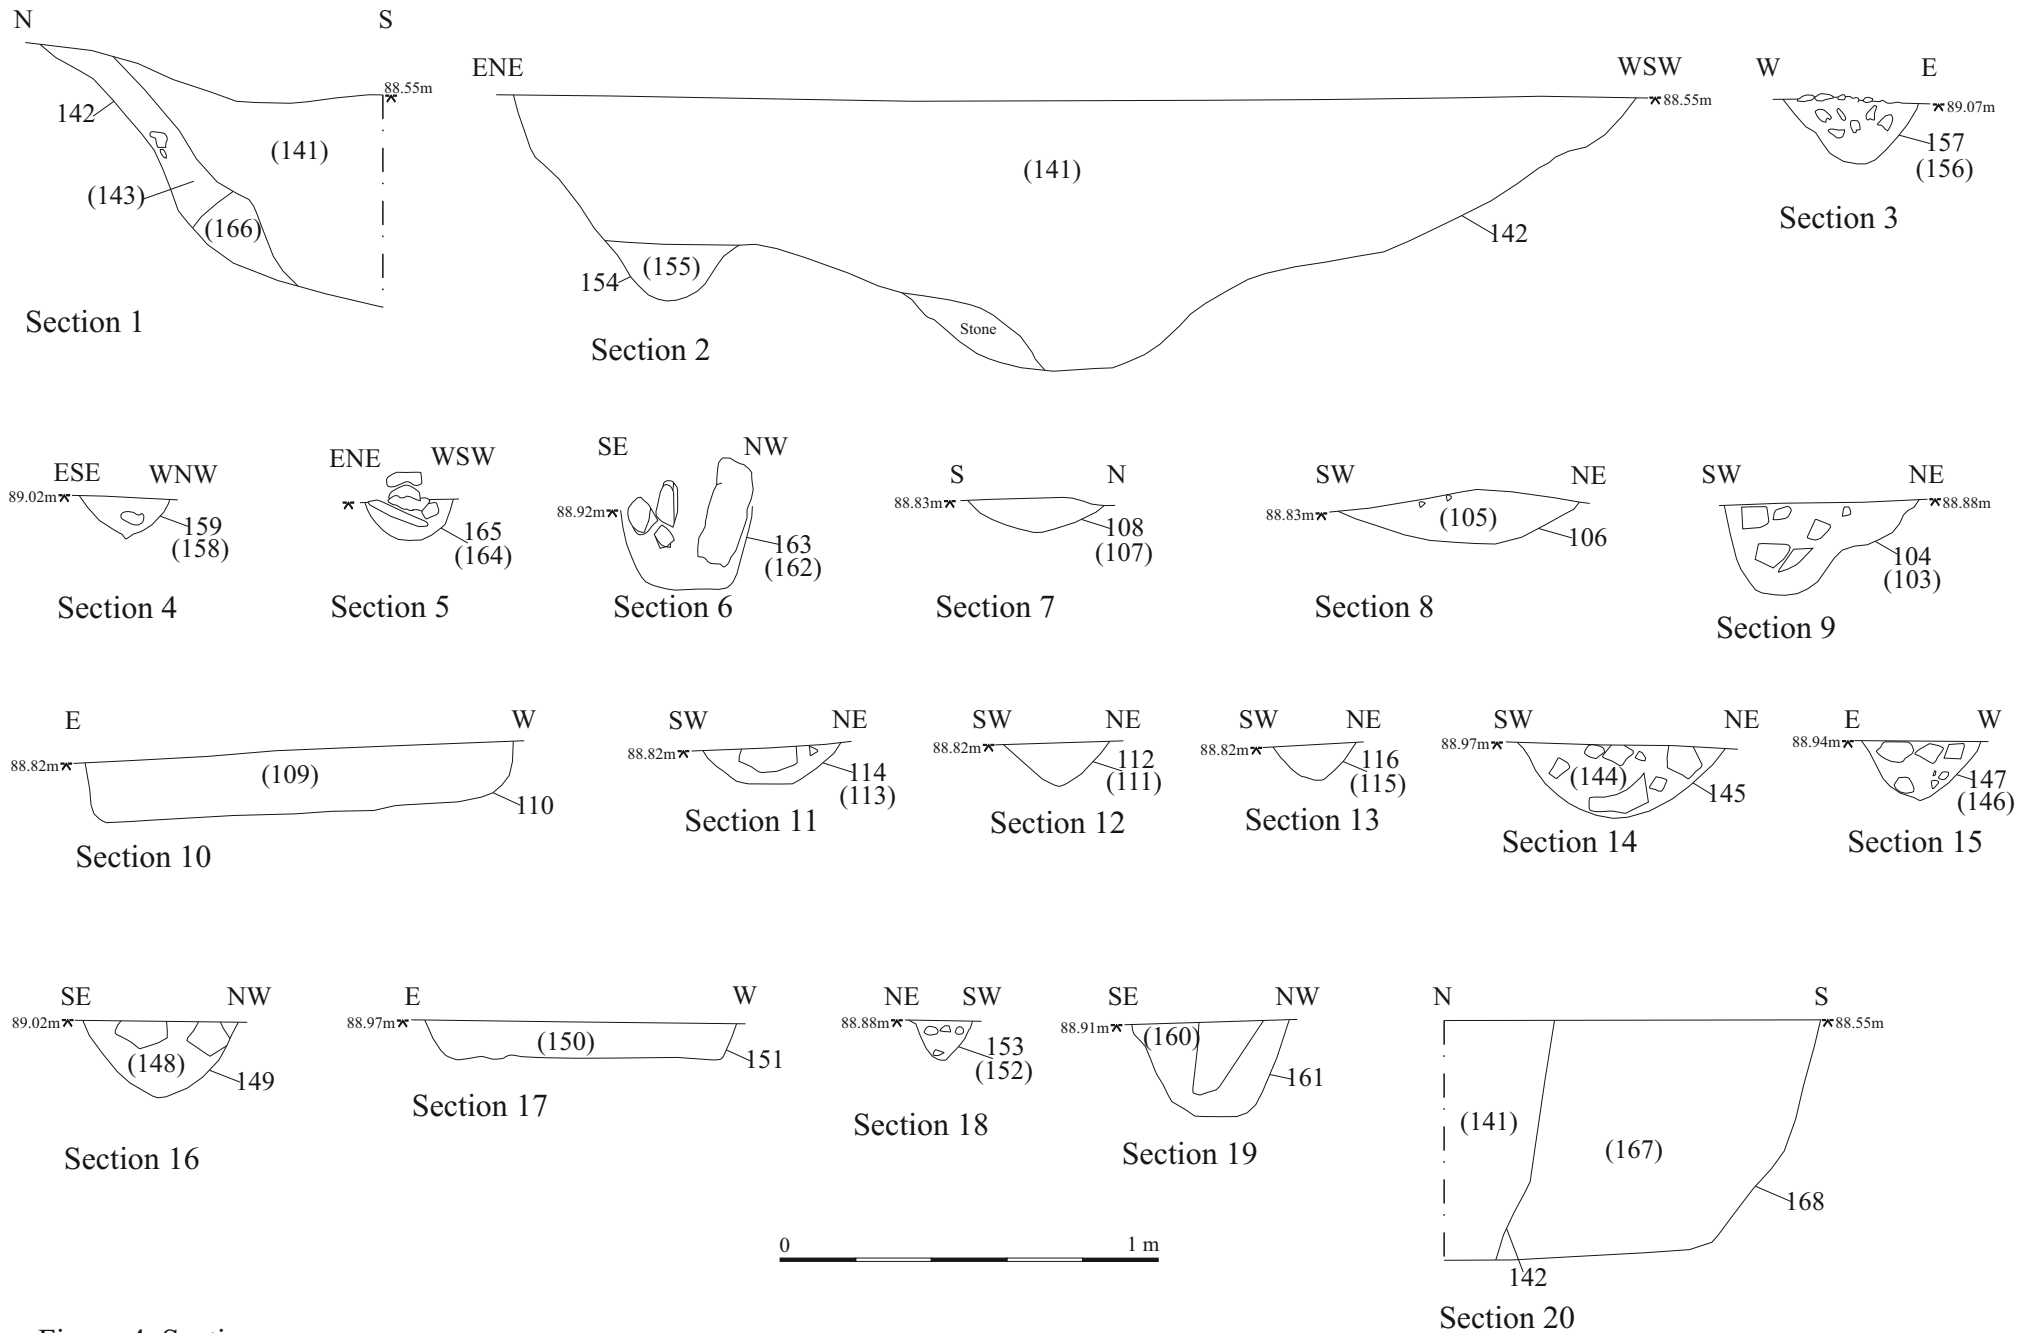 N S
88.55m
142
(141)
(143)
(166)
Section 1
ENE WSW
88.55m
(141)
142
154
(155)
Stone
Section 2
W E
89.07m
157
(156)
Section 3
ESE WNW
89.02m
159
(158)
Section 4
ENE WSW
165
(164)
Section 5
SE NW
88.92m
163
(162)
Section 6
S N
88.83m
108
(107)
Section 7
SW NE
88.83m
(105)
106
Section 8
SW NE
88.88m
104
(103)
Section 9
E W
88.82m
(109)
110
Section 10
SW NE
88.82m
114
(113)
Section 11
SW NE
88.82m
112
(111)
Section 12
SW NE
88.82m
116
(115)
Section 13
SW NE
88.97m
(144)
145
Section 14
E W
88.94m
147
(146)
Section 15
SE NW
89.02m
(148)
149
Section 16
E W
88.97m
(150)
151
Section 17
NE SW
88.88m
153
(152)
Section 18
SE NW
88.91m
(160)
161
Section 19
N S
88.55m
(141)
(167)
168
142
Section 20
0 1 m